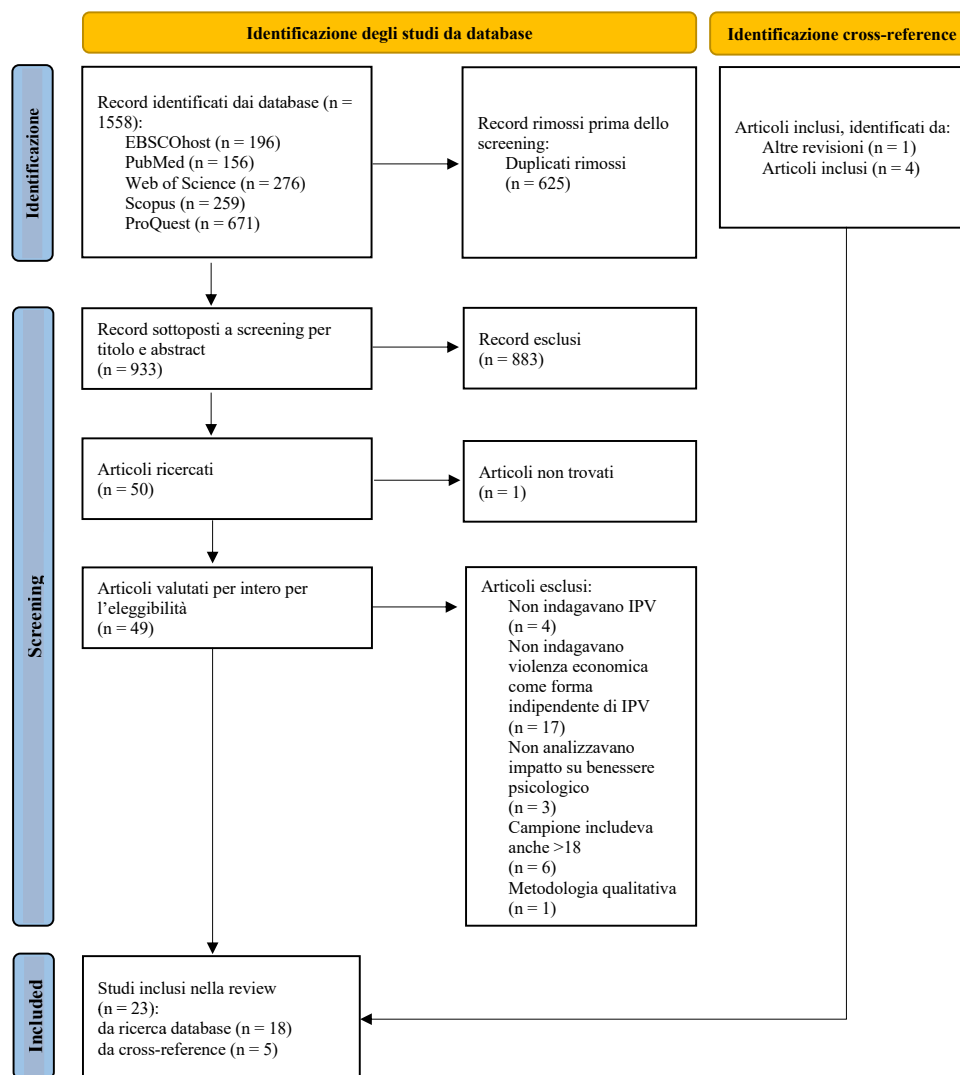 Identificazione degli studi da database
Identificazione cross-reference
Identificazione
Record identificati dai database (n =
1558):
EBSCOhost (n = 196)
PubMed (n = 156)
Web of Science (n = 276)
Scopus (n = 259)
ProQuest (n = 671)
Record rimossi prima dello
screening:
Duplicati rimossi
(n = 625)
Articoli inclusi, identificati da:
Altre revisioni (n = 1)
Articoli inclusi (n = 4)
Screening
Record sottoposti a screening per
titolo e abstract
(n = 933)
Record esclusi
(n = 883)
Articoli ricercati
(n = 50)
Articoli non trovati
(n = 1)
Articoli valutati per intero per
l’eleggibilità
(n = 49)
Articoli esclusi:
Non indagavano IPV
(n = 4)
Non indagavano
violenza economica
come forma
indipendente di IPV
(n = 17)
Non analizzavano
impatto su benessere
psicologico
(n = 3)
Campione includeva
anche >18
(n = 6)
Metodologia qualitativa
(n = 1)
Included
Studi inclusi nella review
(n = 23):
da ricerca database (n = 18)
da cross-reference (n = 5)